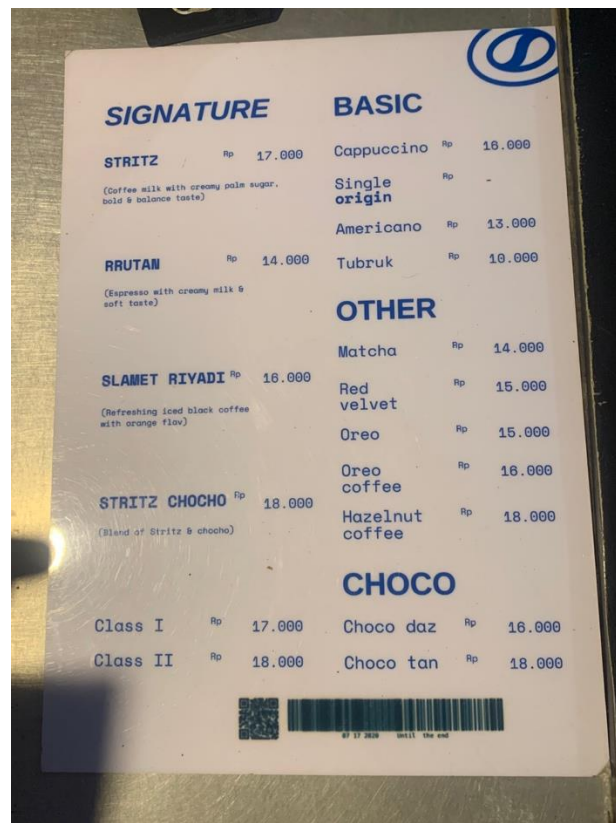 SIGNATURE
STRITZ Rp 17.000
(Coffee milk with creamy palm sugar,
bold & balance taste)
RRUTAN Rp 14.000
(Espresso with creamy milk &
soft taste)
SLAMET RIYADI Rp 16.000
(Refreshing iced black coffee
with orange flav)
STRITZ CHOCHO Rp 18.000
(Blend of Stritz & chocho)
Class I Rp 17.000
Class II Rp 18.000
BASIC
Cappuccino Rp 16.000
Single Rp -
origin
Americano Rp 13.000
Tubruk Rp 10.000
OTHER
Matcha Rp 14.000
Red Rp 15.000
velvet
Oreo Rp 15.000
Oreo Rp 16.000
coffee
Hazelnut Rp 18.000
coffee
CHOCO
Choco daz Rp 16.000
Choco tan Rp 18.000
07 17 2020 Until the end